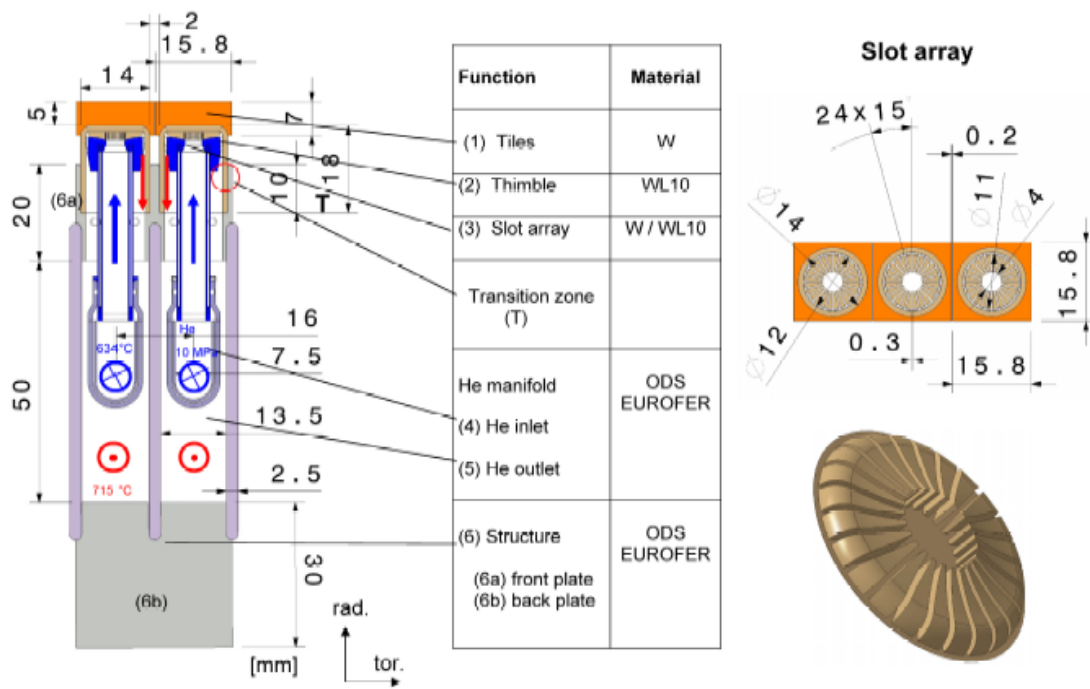 2
15.8
14
5
7
18
10
T
20
(6a)
16
He
634°C
10 MPa
7.5
50
13.5
2.5
715 °C
30
(6b)
rad.
tor.
[mm]
Function
Material
(1) Tiles
W
(2) Thimble
WL10
(3) Slot array
W / WL10
Transition zone
(T)
He manifold
ODS
EUROFER
(4) He inlet
(5) He outlet
(6) Structure
ODS
EUROFER
(6a) front plate
(6b) back plate
Slot array
24x15
0.2
Ø11
Ø4
Ø14
15.8
Ø12
0.3
15.8